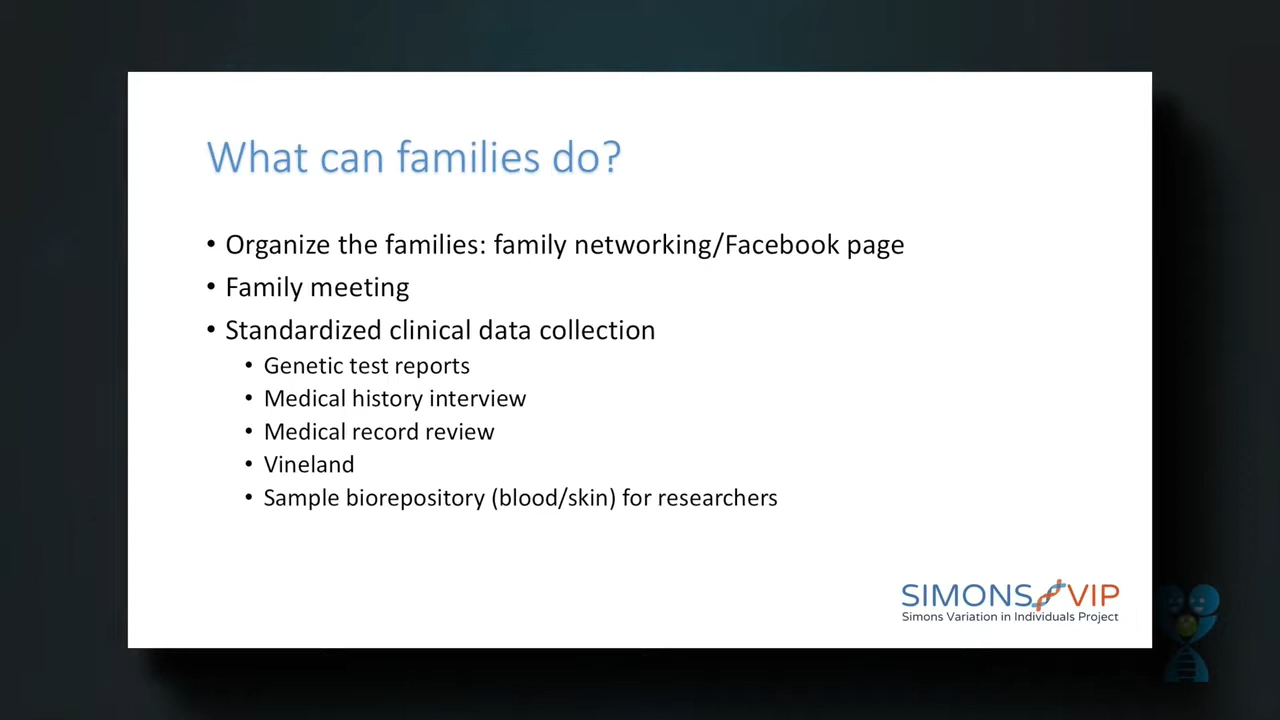 What can families do?
• Organize the families: family networking/Facebook page
• Family meeting
• Standardized clinical data collection
• Genetic test reports
• Medical history interview
• Medical record review
• Vineland
• Sample biorepository (blood/skin) for researchers
SIMONS VIP
Simons Variation in Individuals Project